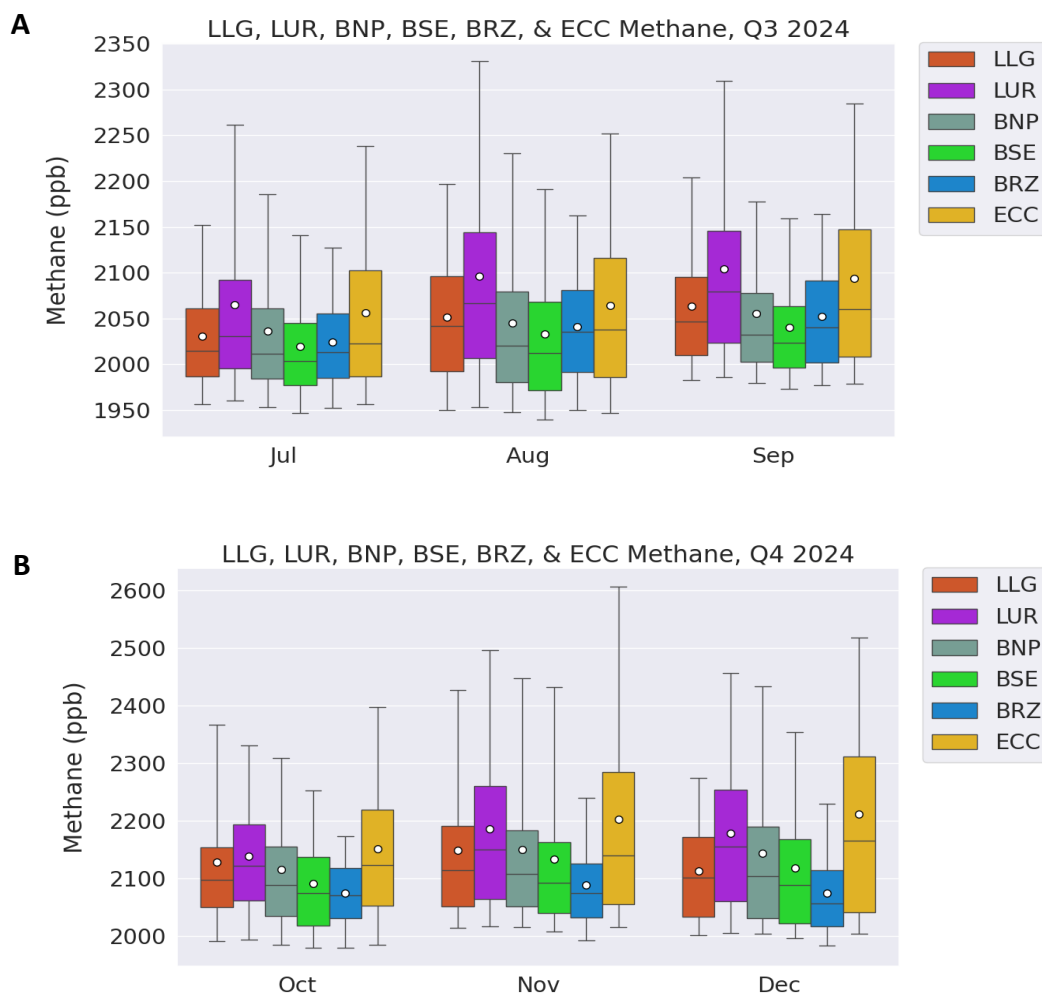 A
LLG, LUR, BNP, BSE, BRZ, & ECC Methane, Q3 2024
Methane (ppb)
2350
2300
2250
2200
2150
2100
2050
2000
1950
Jul Aug Sep
LLG
LUR
BNP
BSE
BRZ
ECC
B
LLG, LUR, BNP, BSE, BRZ, & ECC Methane, Q4 2024
Methane (ppb)
2600
2500
2400
2300
2200
2100
2000
Oct Nov Dec
LLG
LUR
BNP
BSE
BRZ
ECC